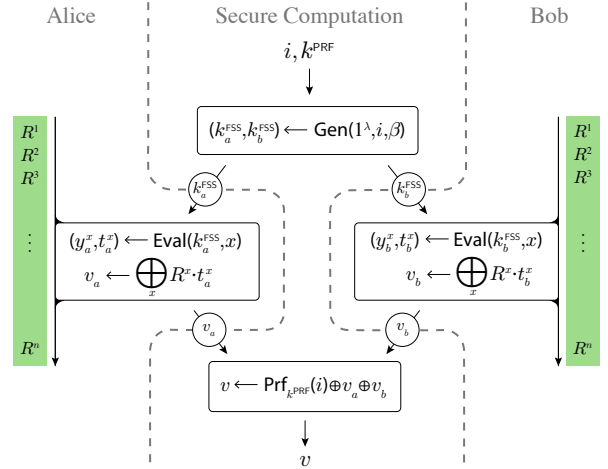 Alice
Secure Computation
Bob
i, k^PRF
(k_a^FSS, k_b^FSS) ⟵ Gen(1^λ, i, β)
R^1
R^2
R^3
⋮
R^n
R^1
R^2
R^3
⋮
R^n
k_a^FSS
k_b^FSS
(y_a^x, t_a^x) ⟵ Eval(k_a^FSS, x)
v_a ⟵ ⨁_x R^x · t_a^x
(y_b^x, t_b^x) ⟵ Eval(k_b^FSS, x)
v_b ⟵ ⨁_x R^x · t_b^x
v_a
v_b
v ⟵ Prf_{k^PRF}(i) ⊕ v_a ⊕ v_b
v